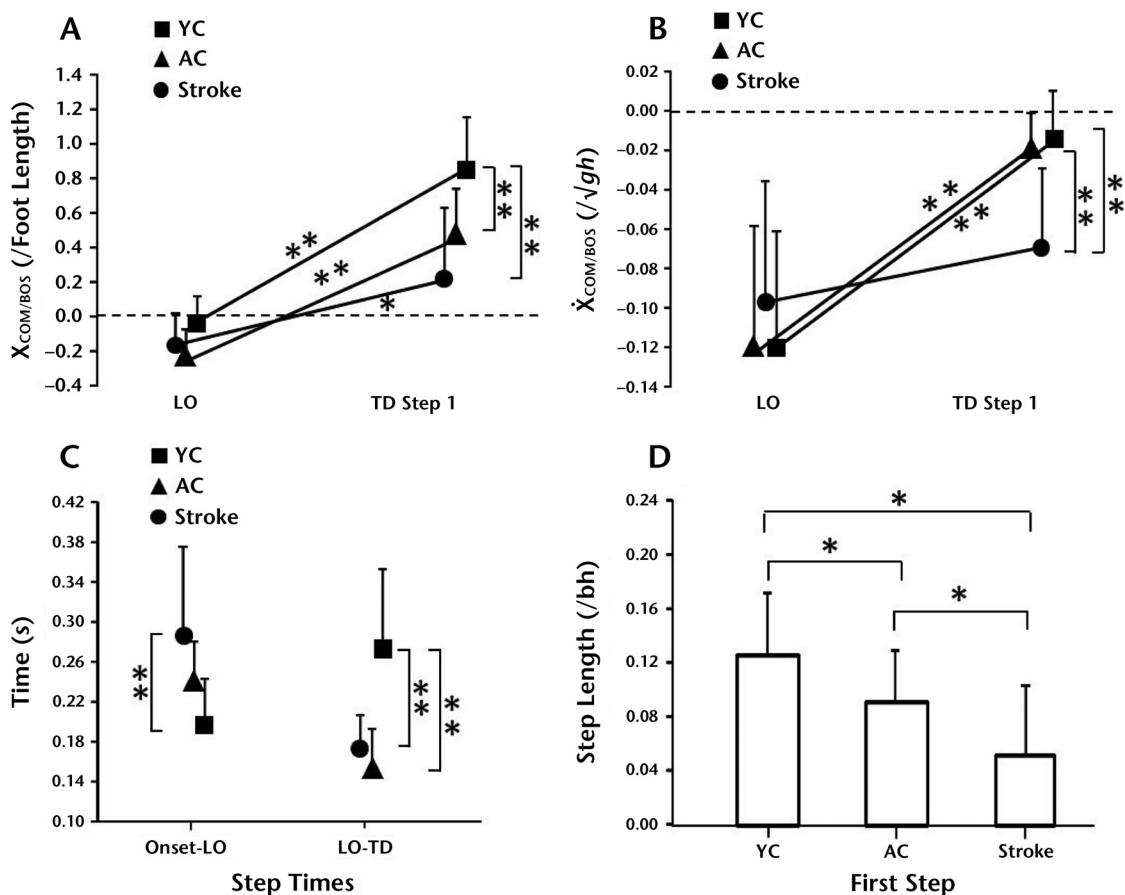 A
YC
AC
Stroke
1.4
1.2
1.0
0.8
0.6
0.4
0.2
0.0
−0.2
−0.4
X_COM/BOS (/Foot Length)
**
**
*
**
**
LO
TD Step 1
B
YC
AC
Stroke
0.02
0.00
−0.02
−0.04
−0.06
−0.08
−0.10
−0.12
−0.14
Ẋ_COM/BOS (/√gh)
**
**
**
**
LO
TD Step 1
C
YC
AC
Stroke
0.42
0.38
0.34
0.30
0.26
0.22
0.18
0.14
0.10
Time (s)
**
**
**
Onset-LO
LO-TD
Step Times
D
0.24
0.20
0.16
0.12
0.08
0.04
0.00
Step Length (/bh)
*
*
*
YC
AC
Stroke
First Step